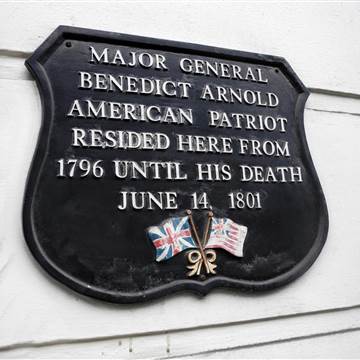 MAJOR GENERAL
BENEDICT ARNOLD
AMERICAN PATRIOT
RESIDED HERE FROM
1796 UNTIL HIS DEATH
JUNE 14, 1801